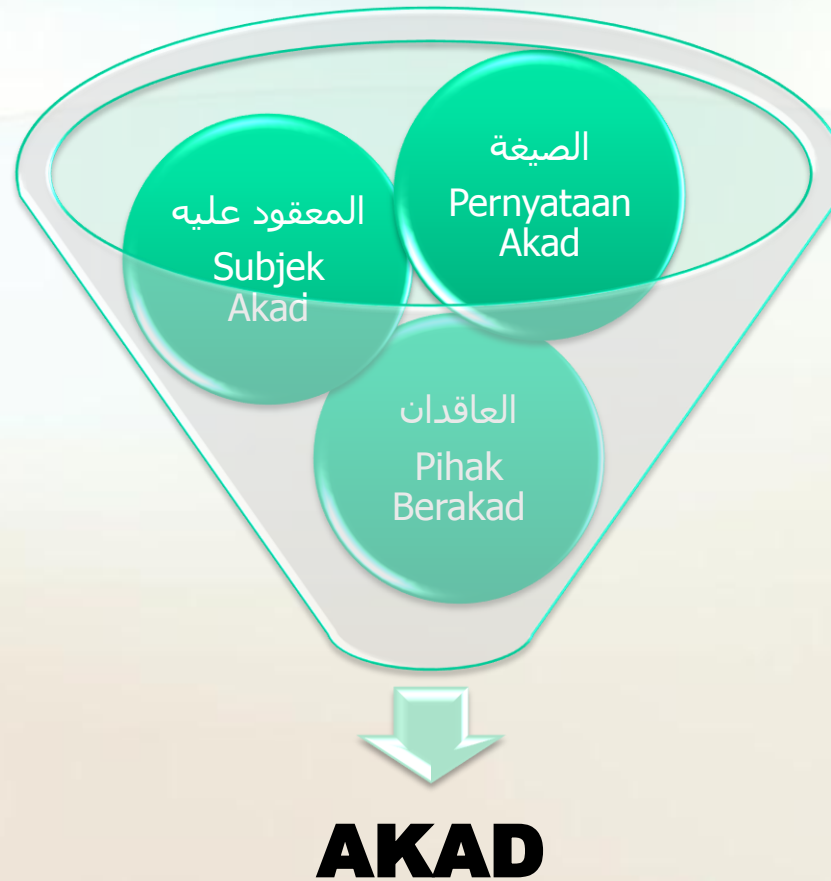 الصيغة
Pernyataan
Akad
المعقود عليه
Subjek
Akad
العاقدان
Pihak
Berakad
AKAD